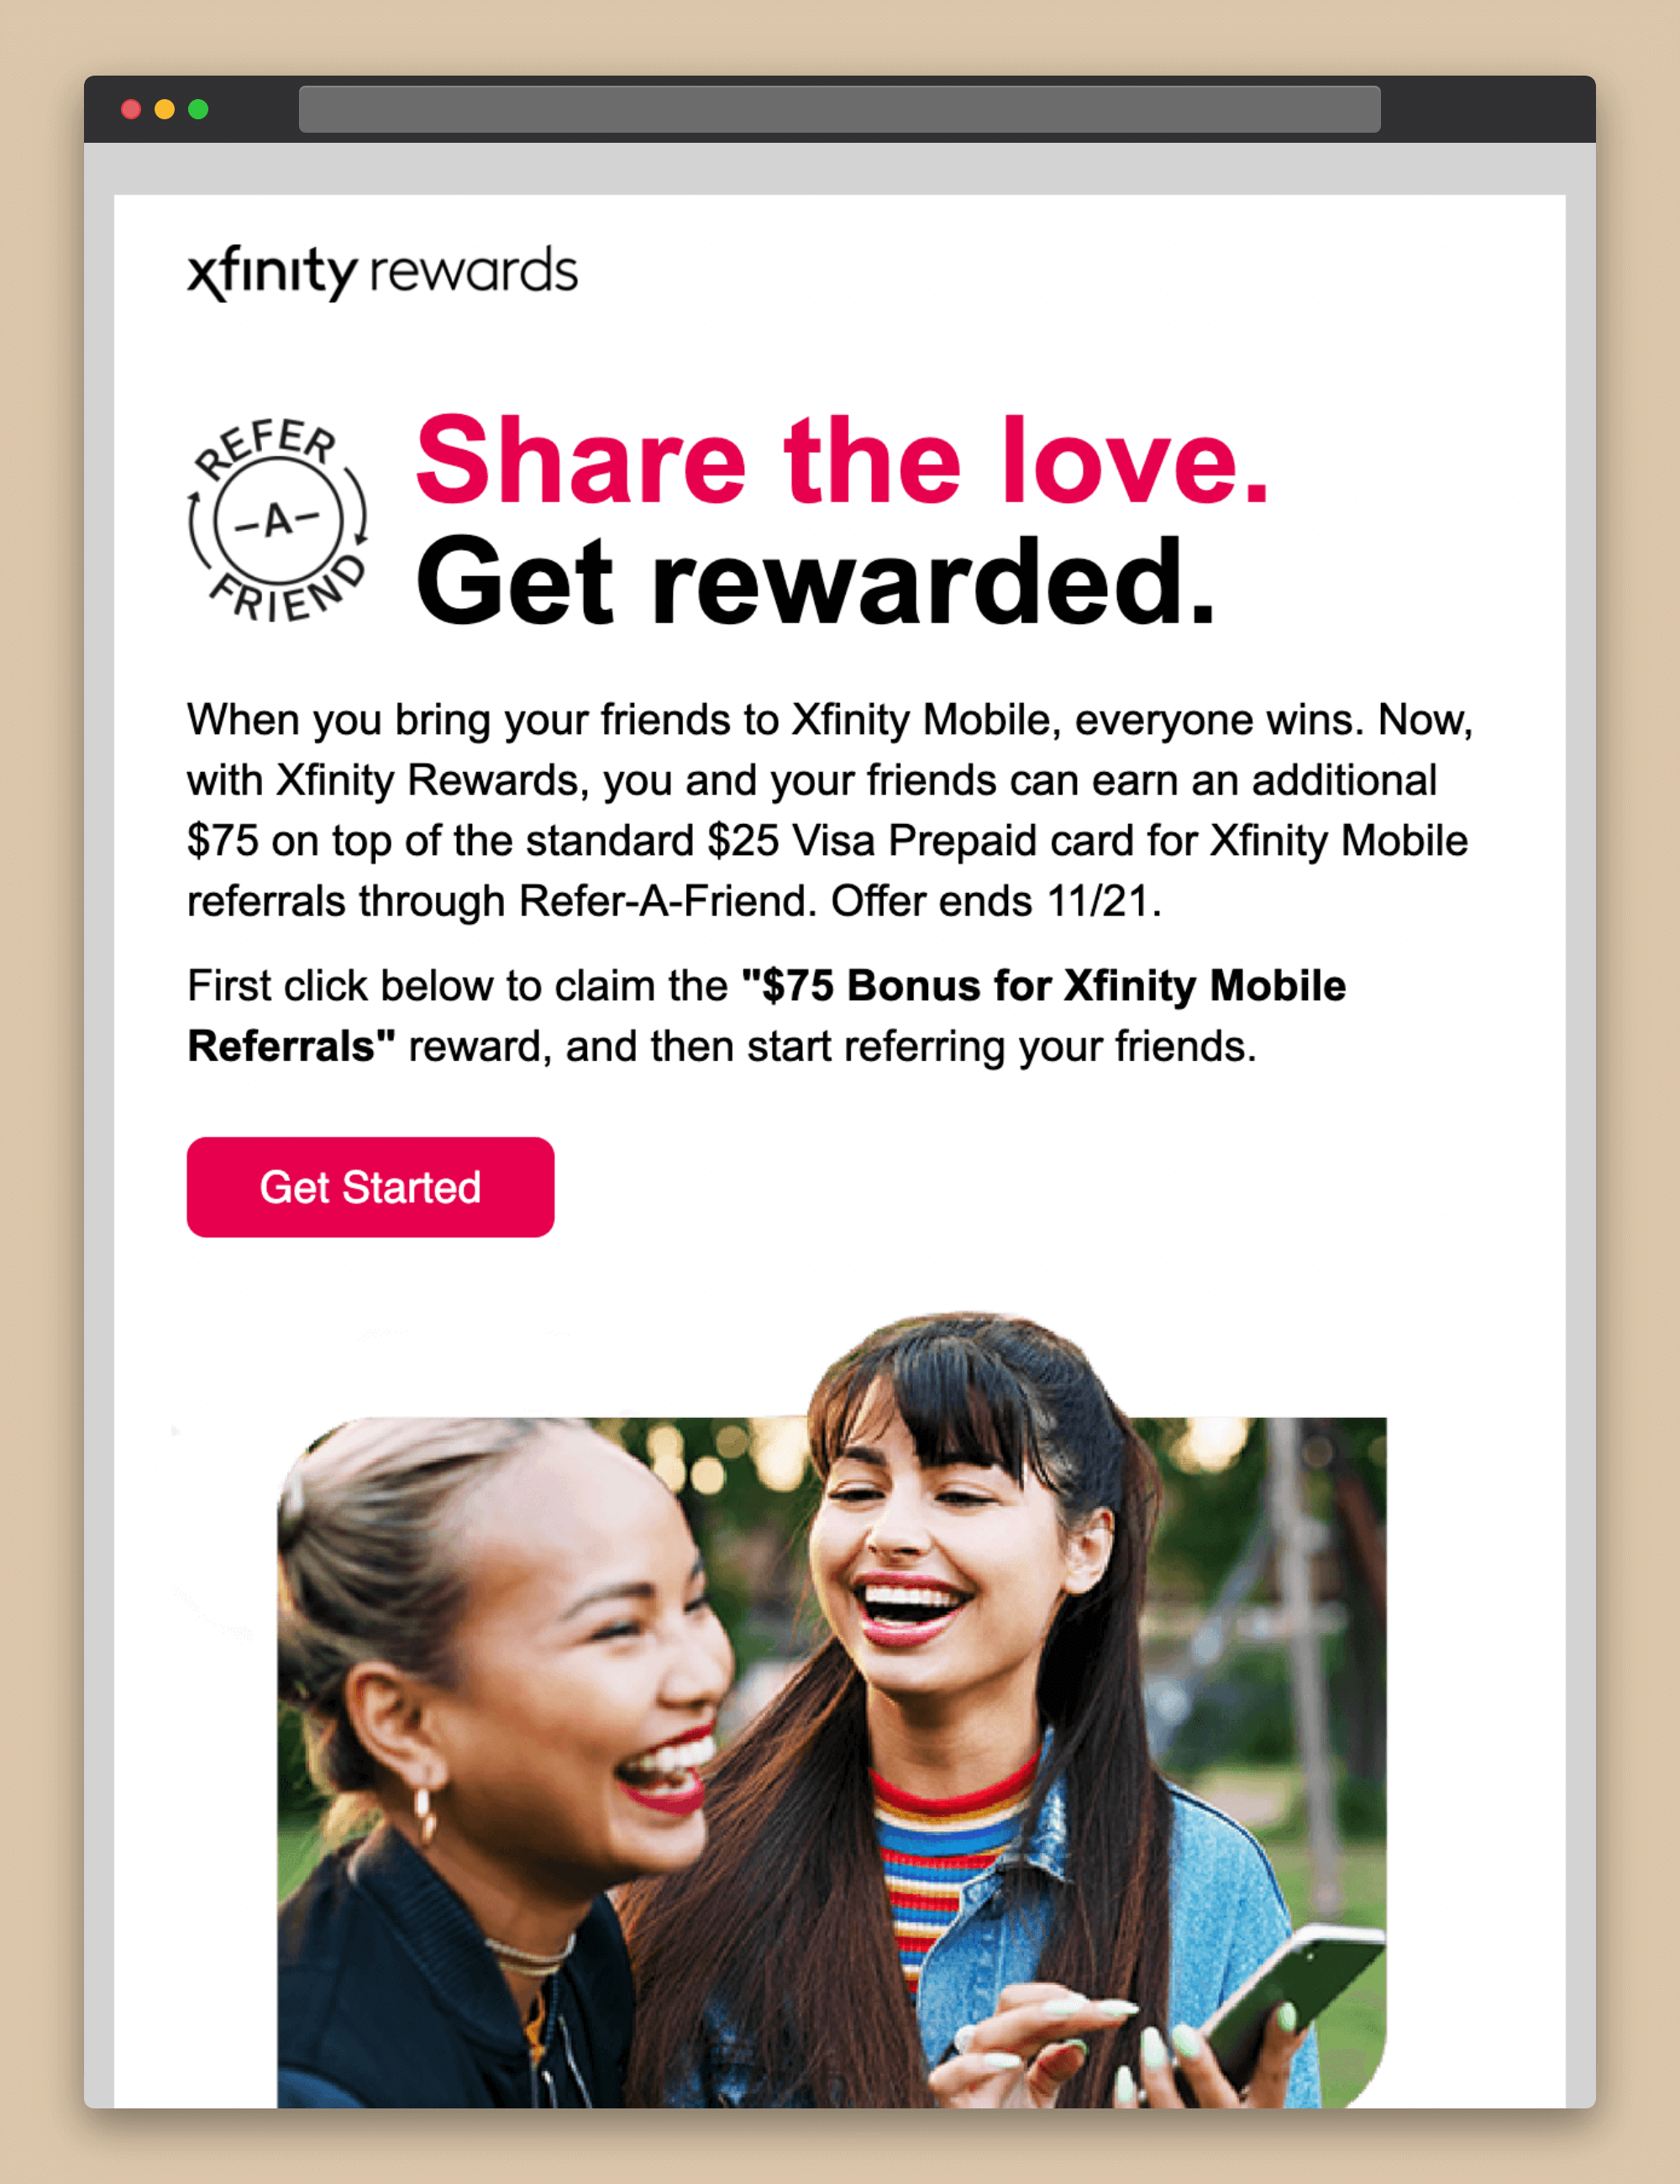 xfinity rewards
REFER
-A-
FRIEND
Share the love.
Get rewarded.
When you bring your friends to Xfinity Mobile, everyone wins. Now,
with Xfinity Rewards, you and your friends can earn an additional
$75 on top of the standard $25 Visa Prepaid card for Xfinity Mobile
referrals through Refer-A-Friend. Offer ends 11/21.
First click below to claim the "$75 Bonus for Xfinity Mobile
Referrals" reward, and then start referring your friends.
Get Started